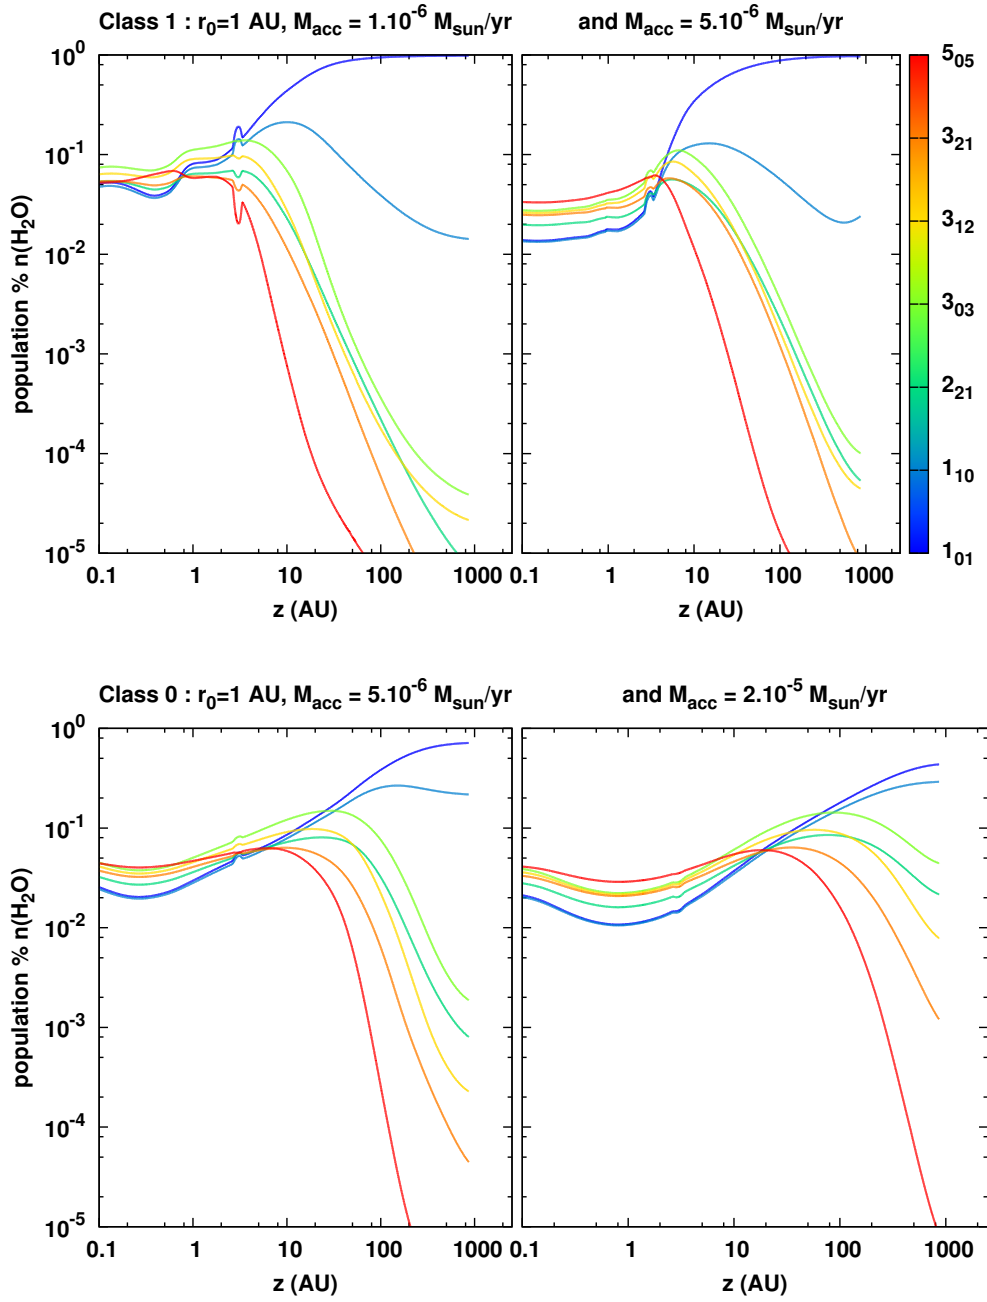 Class 1 : r₀=1 AU, Mₐcc = 1.10⁻⁶ Mₛᵤₙ/yr
and Mₐcc = 5.10⁻⁶ Mₛᵤₙ/yr
population % n(H₂O)
10⁰
10⁻¹
10⁻²
10⁻³
10⁻⁴
10⁻⁵
0.1 1 10 100 1000
z (AU)
0.1 1 10 100 1000
z (AU)
5₀₅
3₂₁
3₁₂
3₀₃
2₂₁
1₁₀
1₀₁
Class 0 : r₀=1 AU, Mₐcc = 5.10⁻⁶ Mₛᵤₙ/yr
and Mₐcc = 2.10⁻⁵ Mₛᵤₙ/yr
population % n(H₂O)
10⁰
10⁻¹
10⁻²
10⁻³
10⁻⁴
10⁻⁵
0.1 1 10 100 1000
z (AU)
0.1 1 10 100 1000
z (AU)